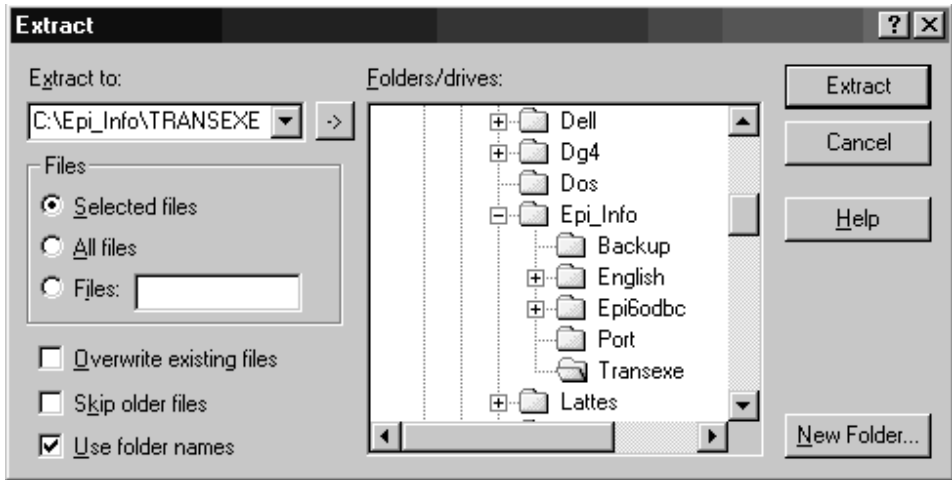 Extract
Extract to:
C:\Epi_Info\TRANSEXE
->
Files
Selected files
All files
Files:
Overwrite existing files
Skip older files
Use folder names
Folders/drives:
Dell
Dg4
Dos
Epi_Info
Backup
English
Epi6odbc
Port
Transexe
Lattes
Extract
Cancel
Help
New Folder...